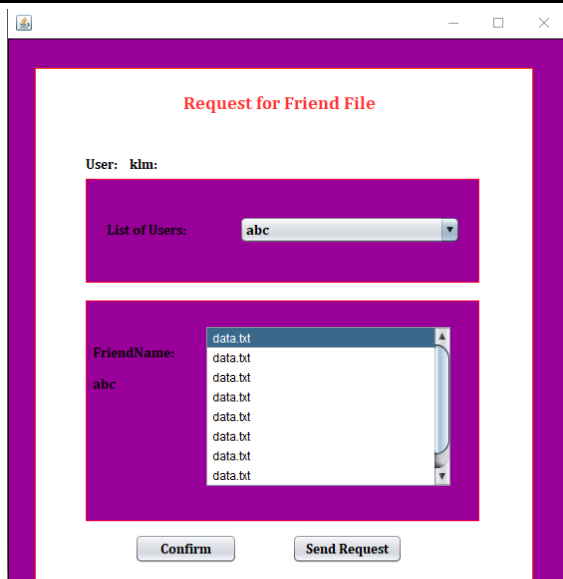 Request for Friend File
User: klm:
List of Users: abc
FriendName:
abc
data.txt
data.txt
data.txt
data.txt
data.txt
data.txt
data.txt
data.txt
Confirm Send Request